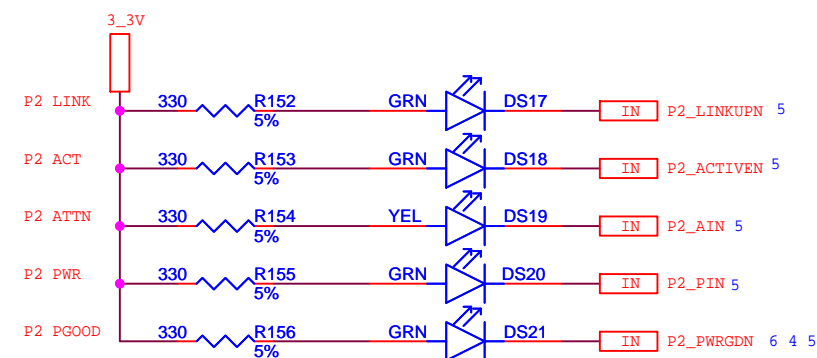 3_3V
P2 LINK 330 R152 5% GRN DS17 IN P2_LINKUPN 5
P2 ACT 330 R153 5% GRN DS18 IN P2_ACTIVEN 5
P2 ATTN 330 R154 5% YEL DS19 IN P2_AIN 5
P2 PWR 330 R155 5% GRN DS20 IN P2_PIN 5
P2 PGOOD 330 R156 5% GRN DS21 IN P2_PWRGDN 6 4 5